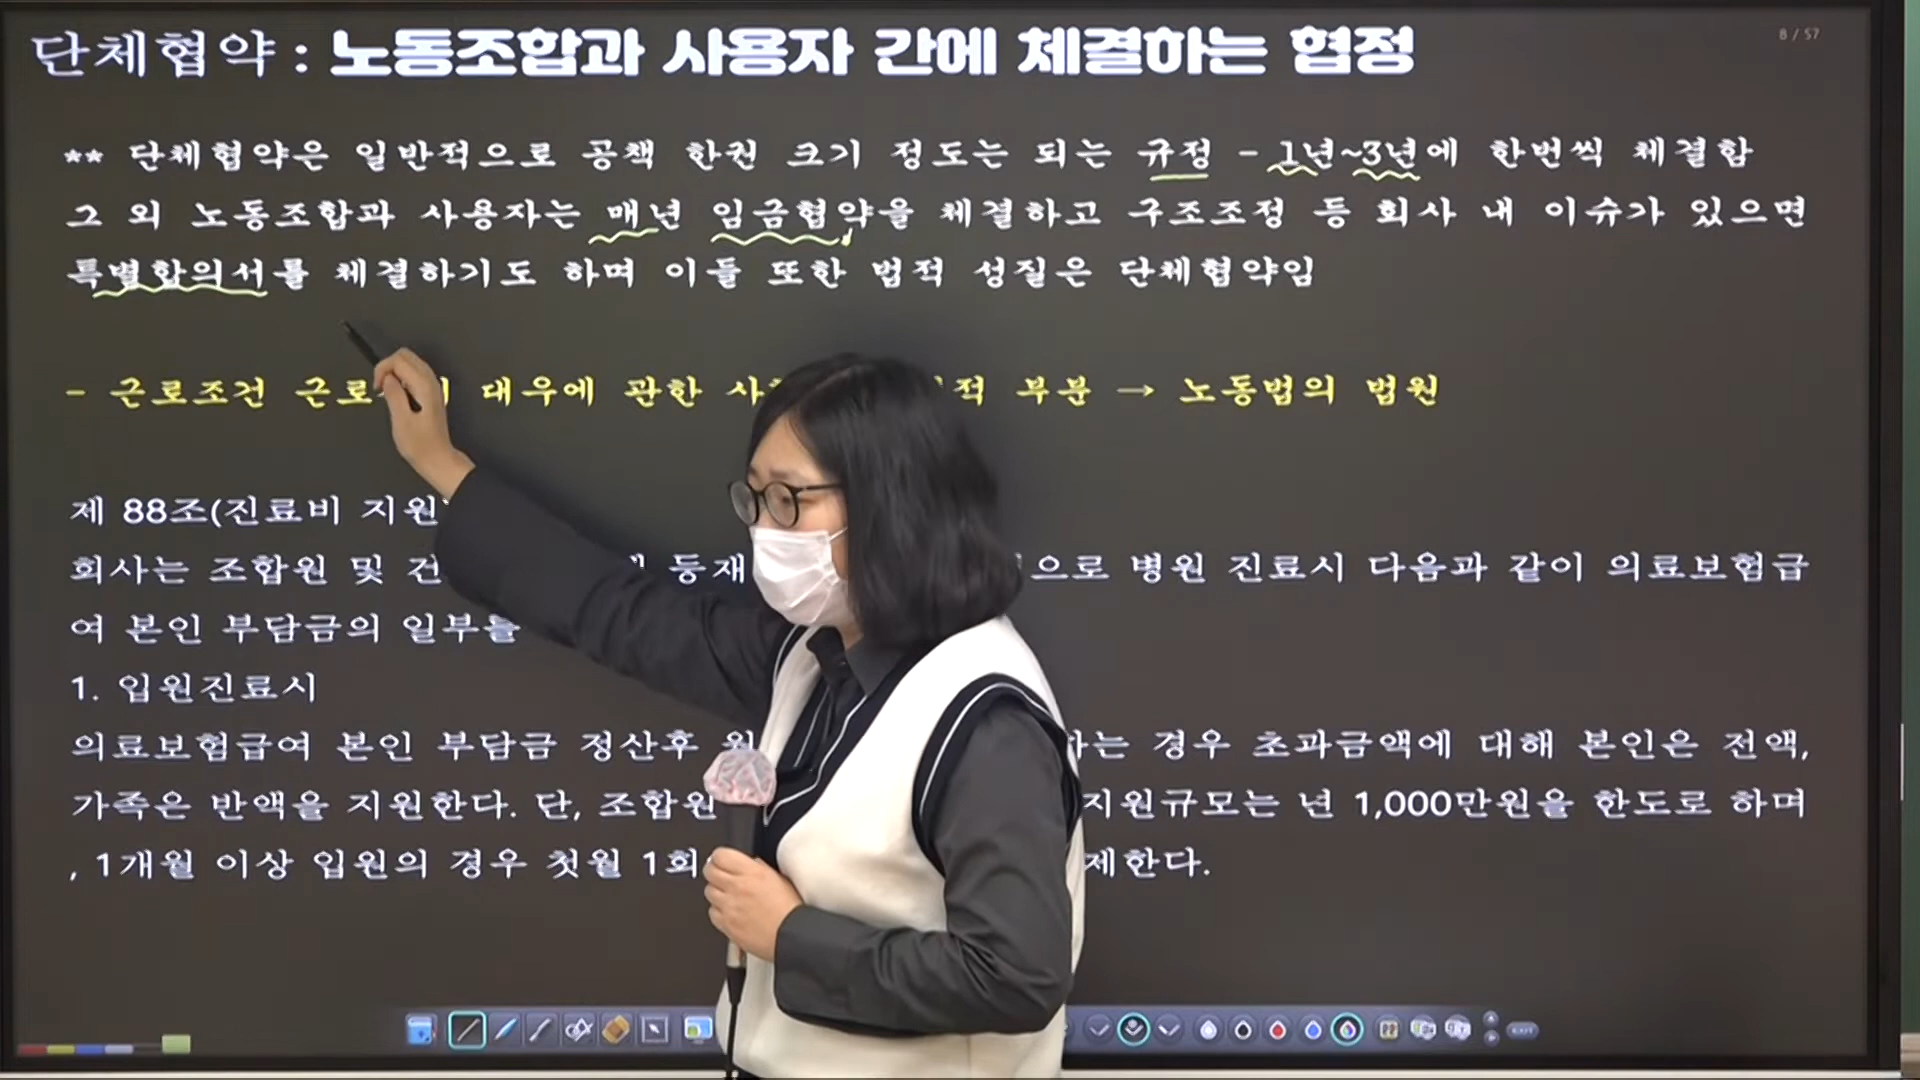 단체협약 : 노동조합과 사용자 간에 체결하는 협정
8 / 57
** 단체협약은 일반적으로 공책 한권 크기 정도는 되는 규정 - 1년~3년에 한번씩 체결함
그 외 노동조합과 사용자는 매년 임금협약을 체결하고 구조조정 등 회사 내 이슈가 있으면
특별합의서를 체결하기도 하며 이들 또한 법적 성질은 단체협약임
- 근로조건 근로 대우에 관한 부분 → 노동법의 법원
제 88조(진료비 지원
회사는 조합원 및 등재 으로 병원 진료시 다음과 같이 의료보험급
여 본인 부담금의 일부를
1. 입원진료시
의료보험급여 본인 부담금 정산후 하는 경우 초과금액에 대해 본인은 전액,
가족은 반액을 지원한다. 단, 조합원 지원규모는 년 1,000만원을 한도로 하며
, 1개월 이상 입원의 경우 첫월 1회 제한다.
EXIT